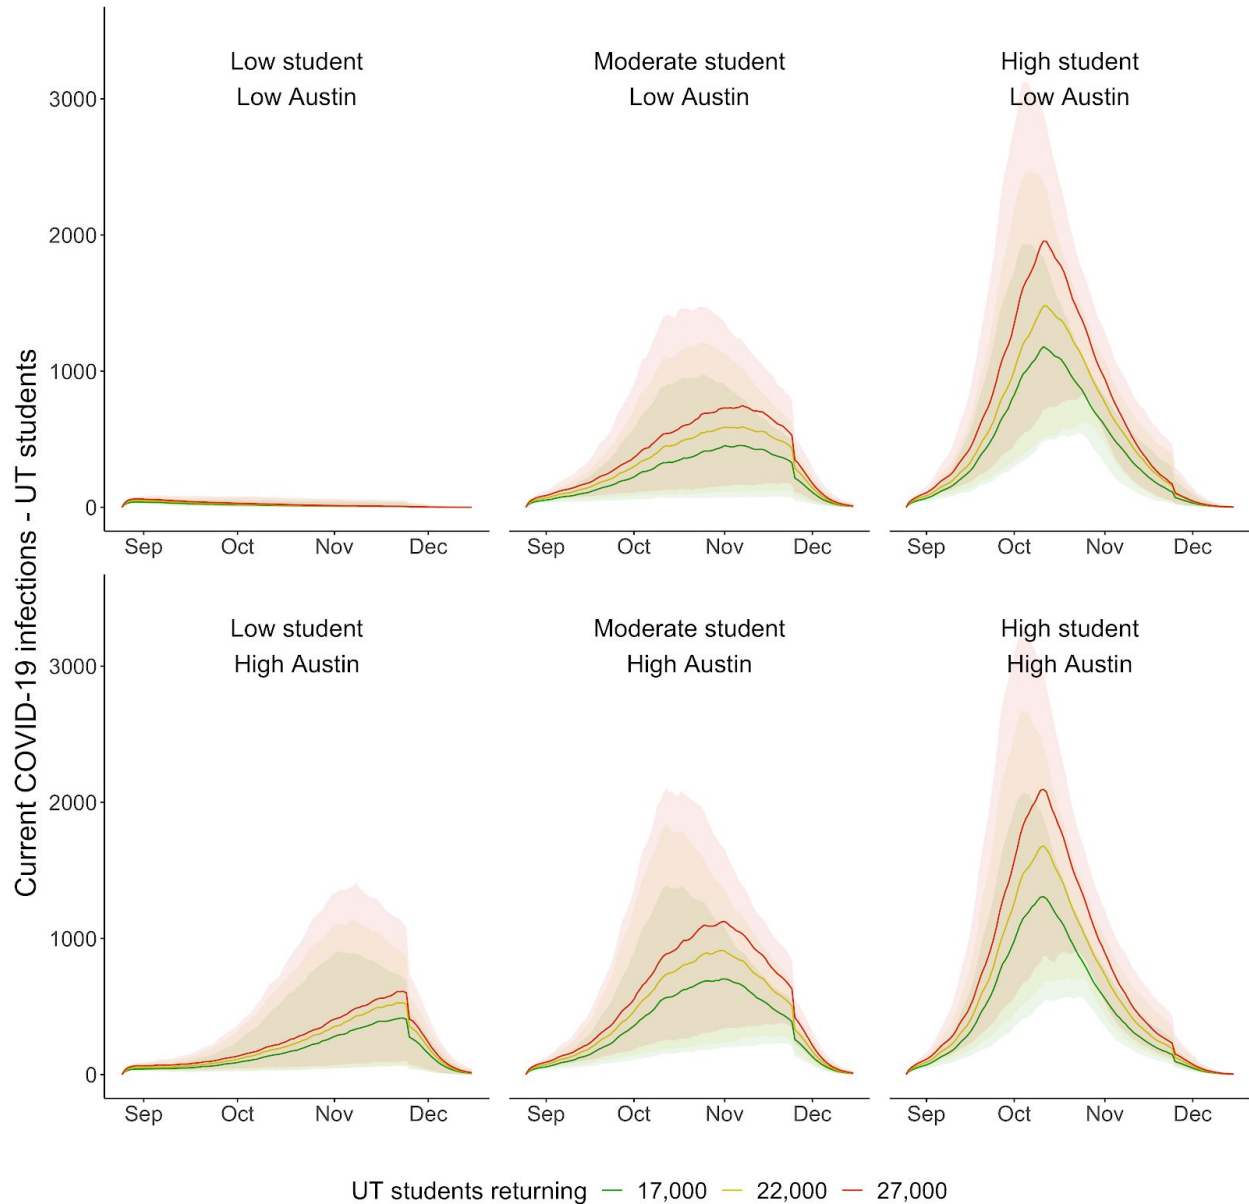 Current COVID-19 infections - UT students
Low student
Low Austin
Moderate student
Low Austin
High student
Low Austin
3000
2000
1000
0
Sep Oct Nov Dec
Sep Oct Nov Dec
Sep Oct Nov Dec
Low student
High Austin
Moderate student
High Austin
High student
High Austin
3000
2000
1000
0
Sep Oct Nov Dec
Sep Oct Nov Dec
Sep Oct Nov Dec
UT students returning 17,000 22,000 27,000